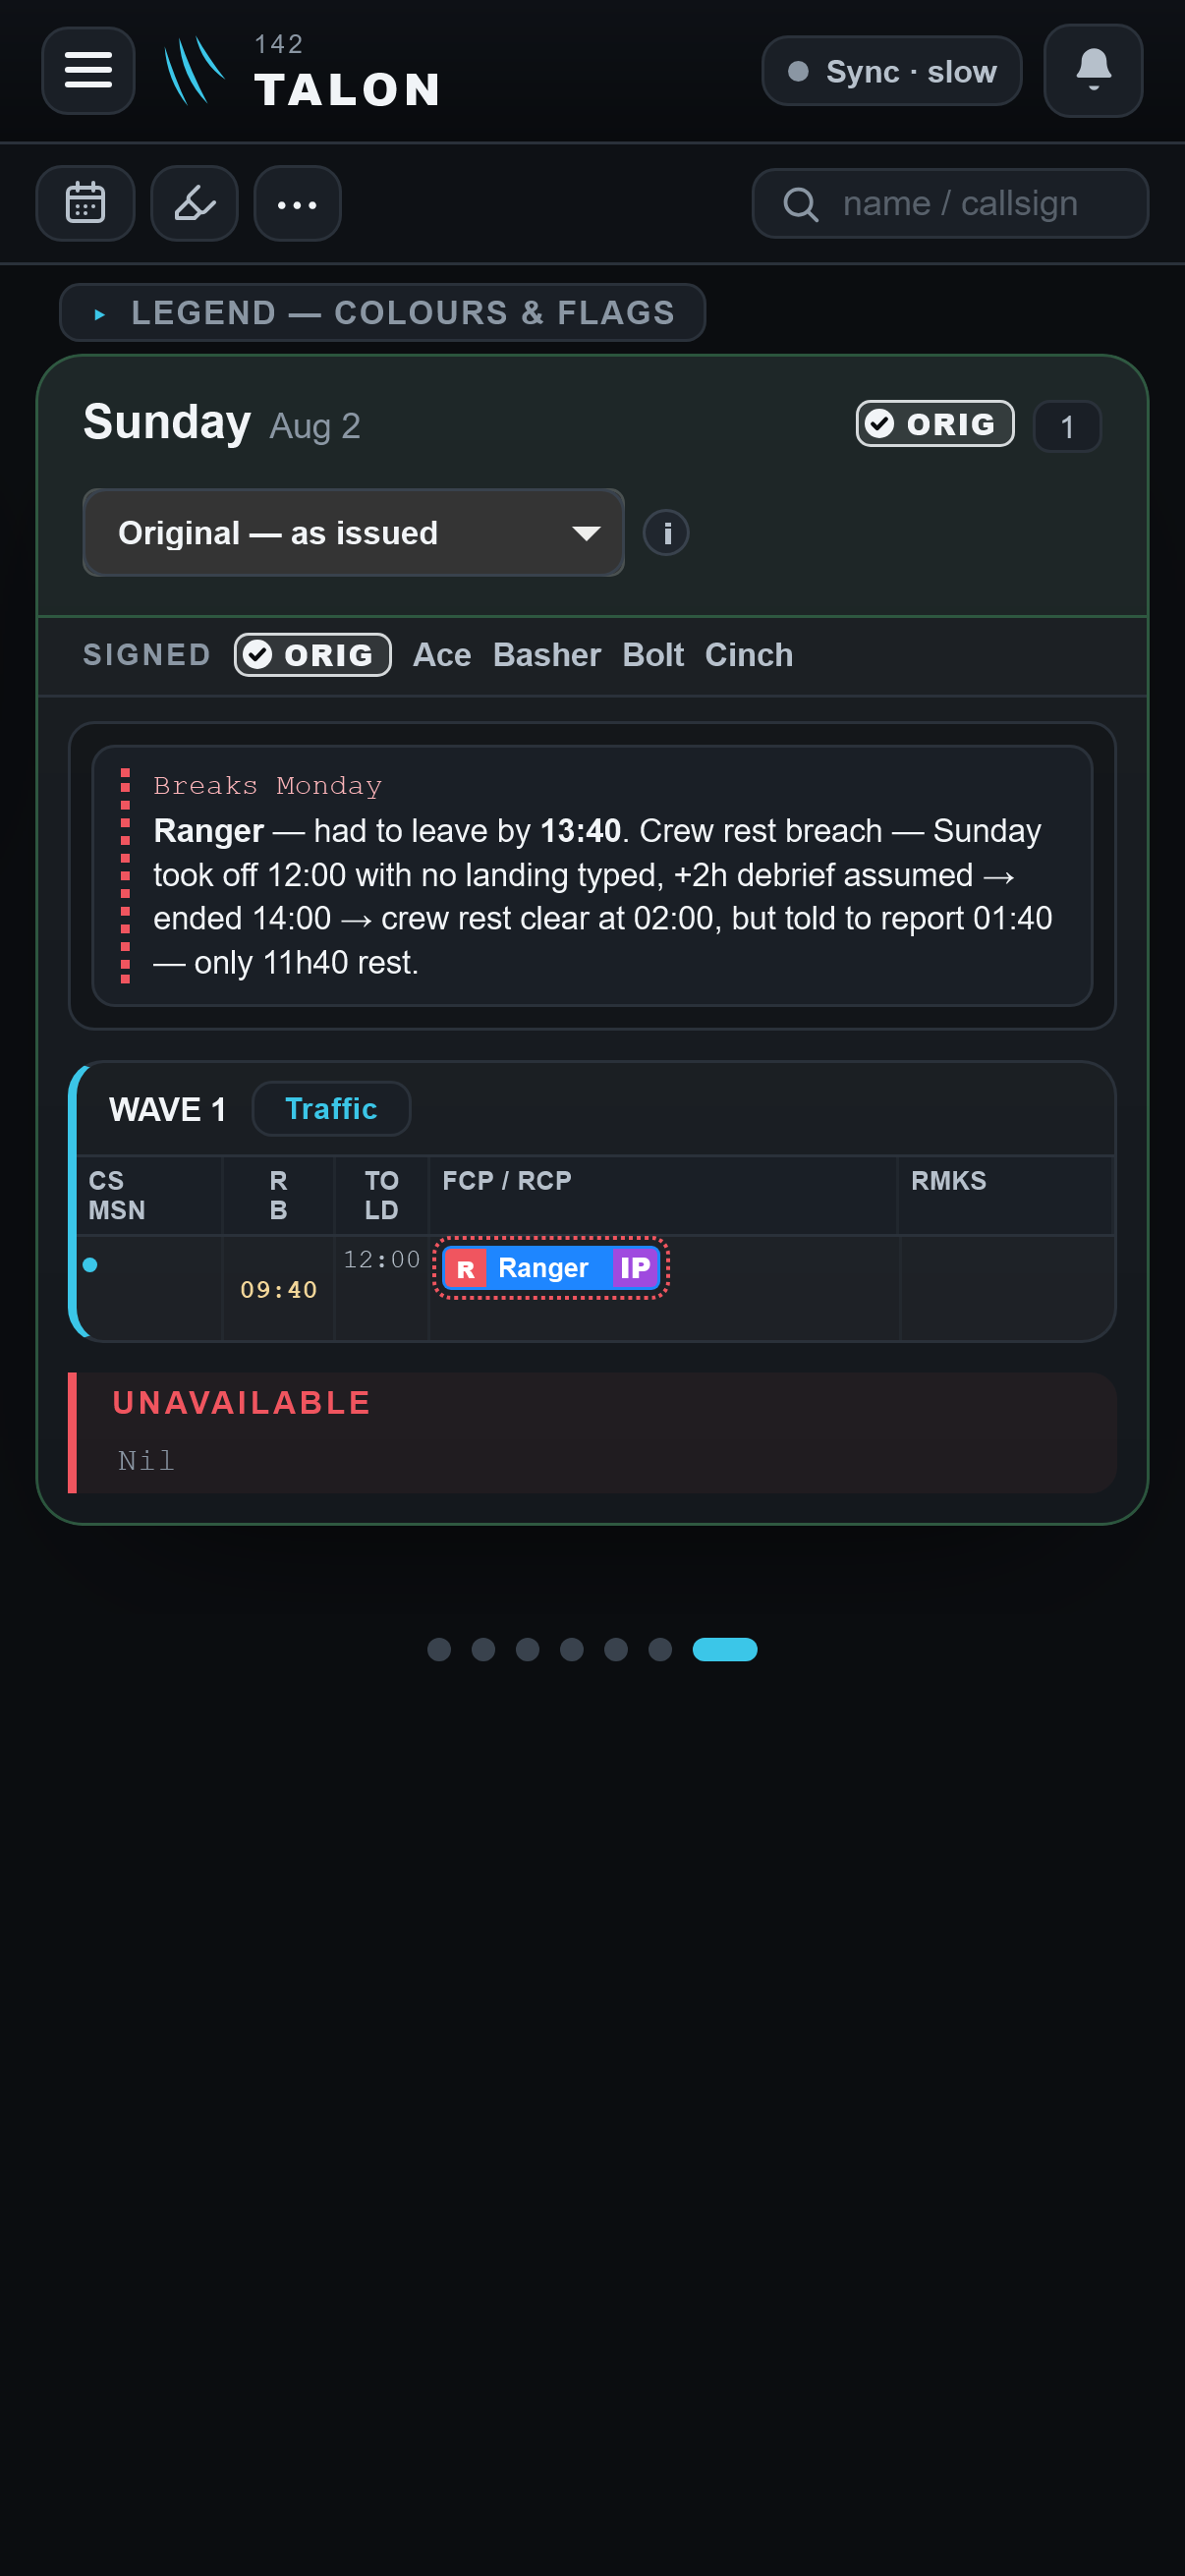 142
TALON
Sync · slow
name / callsign
▸ LEGEND — COLOURS & FLAGS
Sunday Aug 2
ORIG
1
Original — as issued
i
SIGNED ORIG Ace Basher Bolt Cinch
Breaks Monday
Ranger — had to leave by 13:40. Crew rest breach — Sunday
took off 12:00 with no landing typed, +2h debrief assumed →
ended 14:00 → crew rest clear at 02:00, but told to report 01:40
— only 11h40 rest.
WAVE 1 Traffic
CS R TO FCP / RCP RMKS
MSN B LD
12:00 R Ranger IP
09:40
UNAVAILABLE
Nil